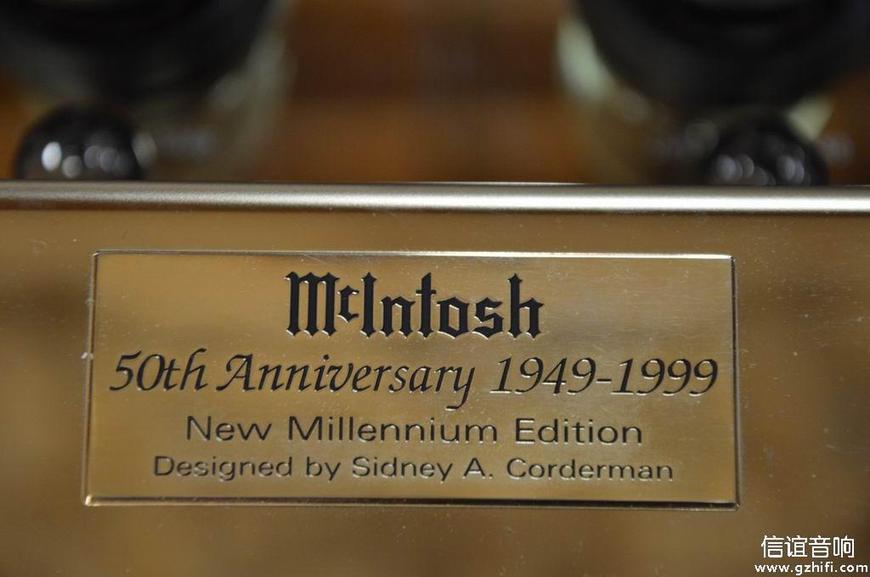 McIntosh
50th Anniversary 1949-1999
New Millennium Edition
Designed by Sidney A. Corderman
信谊音响
www.gzhifi.com